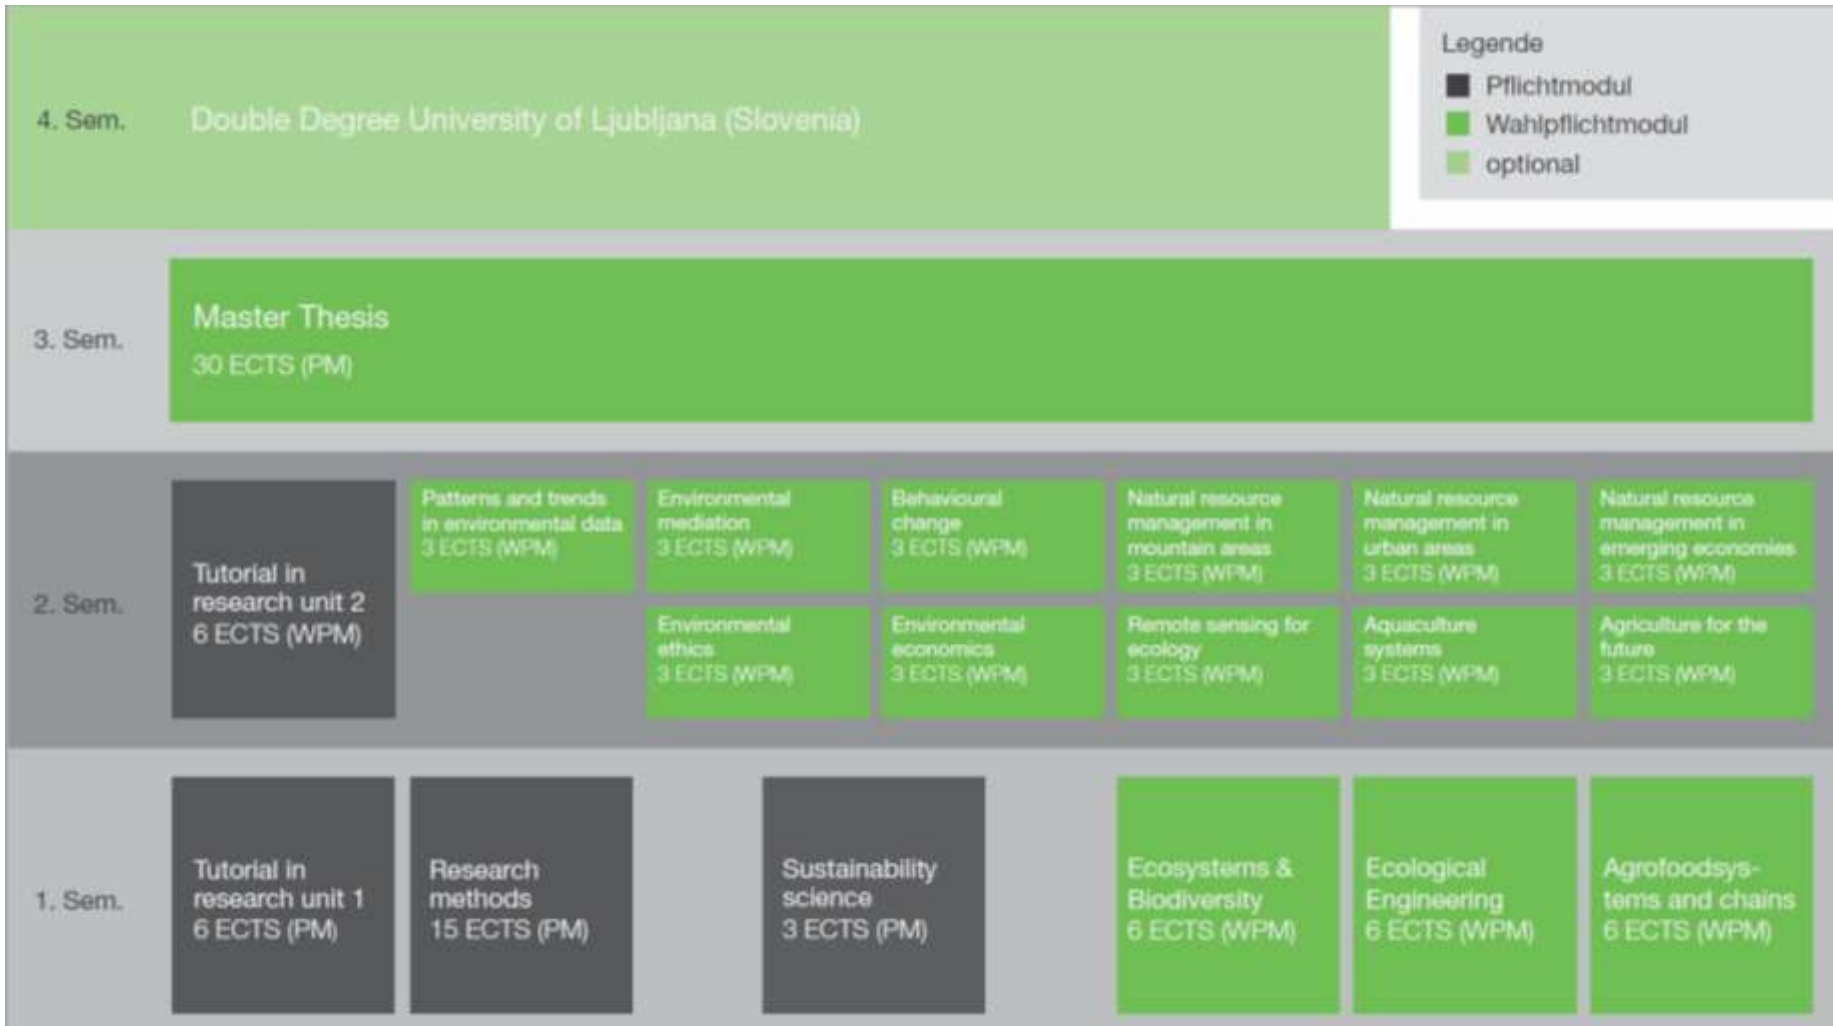 4. Sem.
Double Degree University of Ljubljana (Slovenia)
Legende
Pflichtmodul
Wahlpflichtmodul
optional
3. Sem.
Master Thesis
30 ECTS (PM)
2. Sem.
Tutorial in
research unit 2
6 ECTS (WPM)
Patterns and trends
in environmental data
3 ECTS (WPM)
Environmental
mediation
3 ECTS (WPM)
Behavioural
change
3 ECTS (WPM)
Natural resource
management in
mountain areas
3 ECTS (WPM)
Natural resource
management in
urban areas
3 ECTS (WPM)
Natural resource
management in
emerging economies
3 ECTS (WPM)
Environmental
ethics
3 ECTS (WPM)
Environmental
economics
3 ECTS (WPM)
Remote sensing for
ecology
3 ECTS (WPM)
Aquaculture
systems
3 ECTS (WPM)
Agriculture for the
future
3 ECTS (WPM)
1. Sem.
Tutorial in
research unit 1
6 ECTS (PM)
Research
methods
15 ECTS (PM)
Sustainability
science
3 ECTS (PM)
Ecosystems &
Biodiversity
6 ECTS (WPM)
Ecological
Engineering
6 ECTS (WPM)
Agrofoodsys-
tems and chains
6 ECTS (WPM)